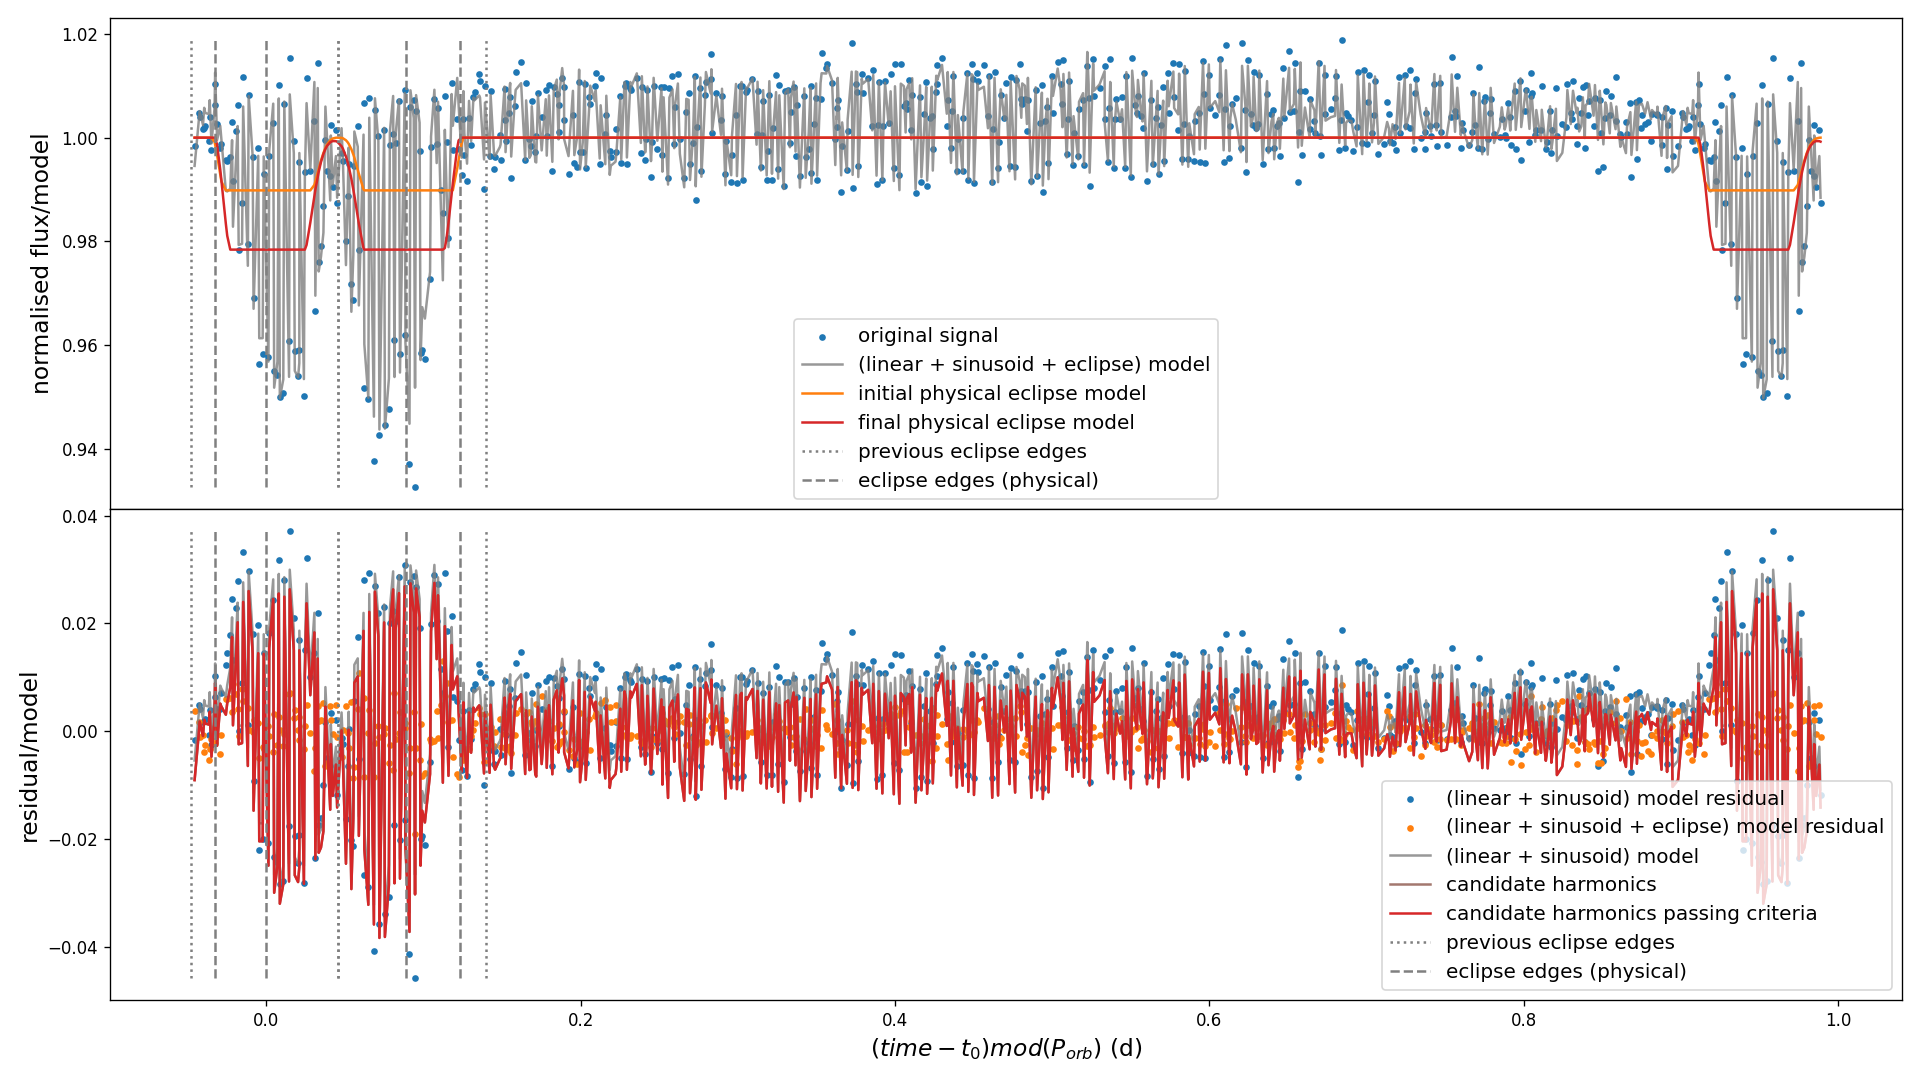 normalised flux/model
1.02
1.00
0.98
0.96
0.94
original signal
(linear + sinusoid + eclipse) model
initial physical eclipse model
final physical eclipse model
previous eclipse edges
eclipse edges (physical)
residual/model
0.04
0.02
0.00
−0.02
−0.04
(linear + sinusoid) model residual
(linear + sinusoid + eclipse) model residual
(linear + sinusoid) model
candidate harmonics
candidate harmonics passing criteria
previous eclipse edges
eclipse edges (physical)
0.0 0.2 0.4 0.6 0.8 1.0
(time − t₀)mod(Pₒᵣb) (d)